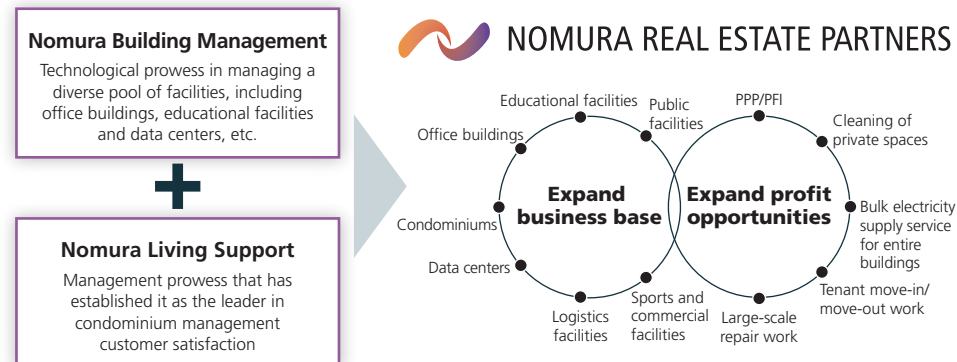 Nomura Building Management
Technological prowess in managing a
diverse pool of facilities, including
office buildings, educational facilities
and data centers, etc.
+
Nomura Living Support
Management prowess that has
established it as the leader in
condominium management
customer satisfaction
NOMURA REAL ESTATE PARTNERS
Educational facilities
Public
facilities
Office buildings
Condominiums
Data centers
Logistics
facilities
Sports and
commercial
facilities
Expand
business base
PPP/PFI
Cleaning of
private spaces
Expand profit
opportunities
Bulk electricity
supply service
for entire
buildings
Tenant move-in/
move-out work
Large-scale
repair work